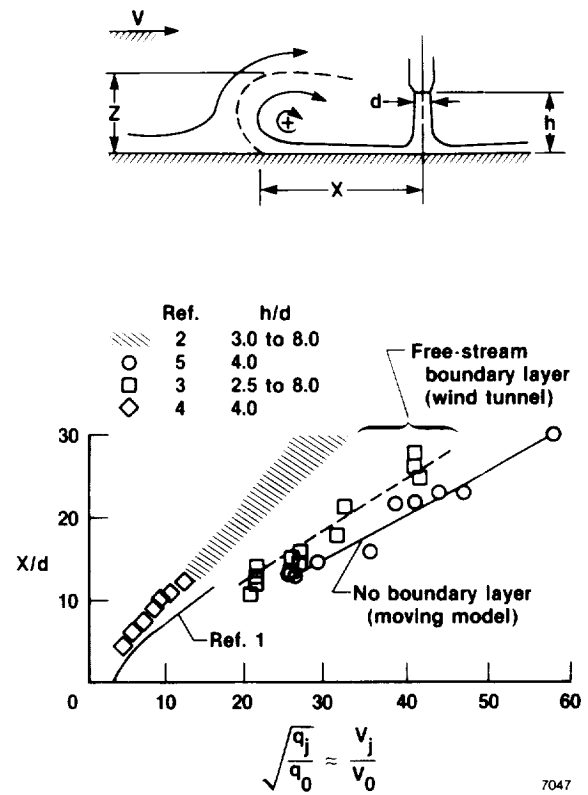 V
Z
d
h
X
Ref. h/d
2 3.0 to 8.0
5 4.0
3 2.5 to 8.0
4 4.0
Free-stream
boundary layer
(wind tunnel)
30
20
X/d
10
No boundary layer
(moving model)
Ref. 1
0 10 20 30 40 50 60
√qj/q0 ≈ Vj/V0
7047